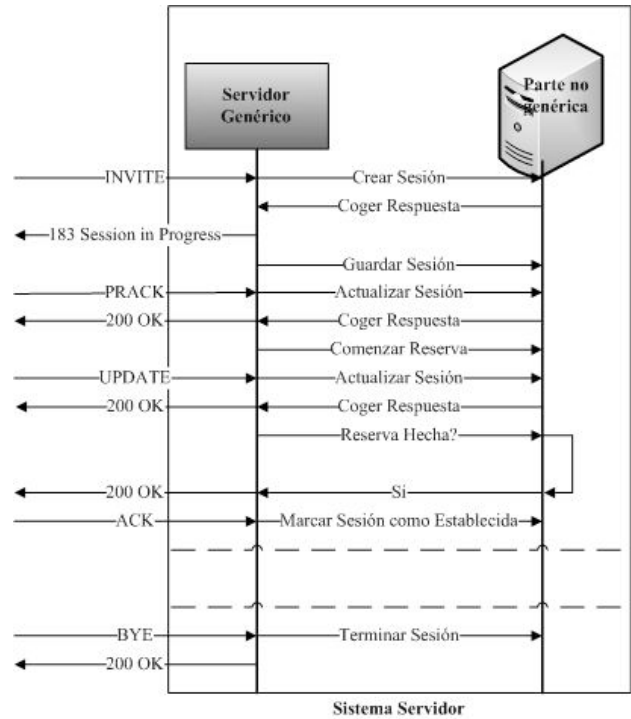 Servidor
Genérico
Parte no
genérica
INVITE
Crear Sesión
Coger Respuesta
183 Session in Progress
Guardar Sesión
PRACK
Actualizar Sesión
200 OK
Coger Respuesta
Comenzar Reserva
UPDATE
Actualizar Sesión
200 OK
Coger Respuesta
Reserva Hecha?
200 OK
Si
ACK
Marcar Sesión como Establecida
BYE
Terminar Sesión
200 OK
Sistema Servidor